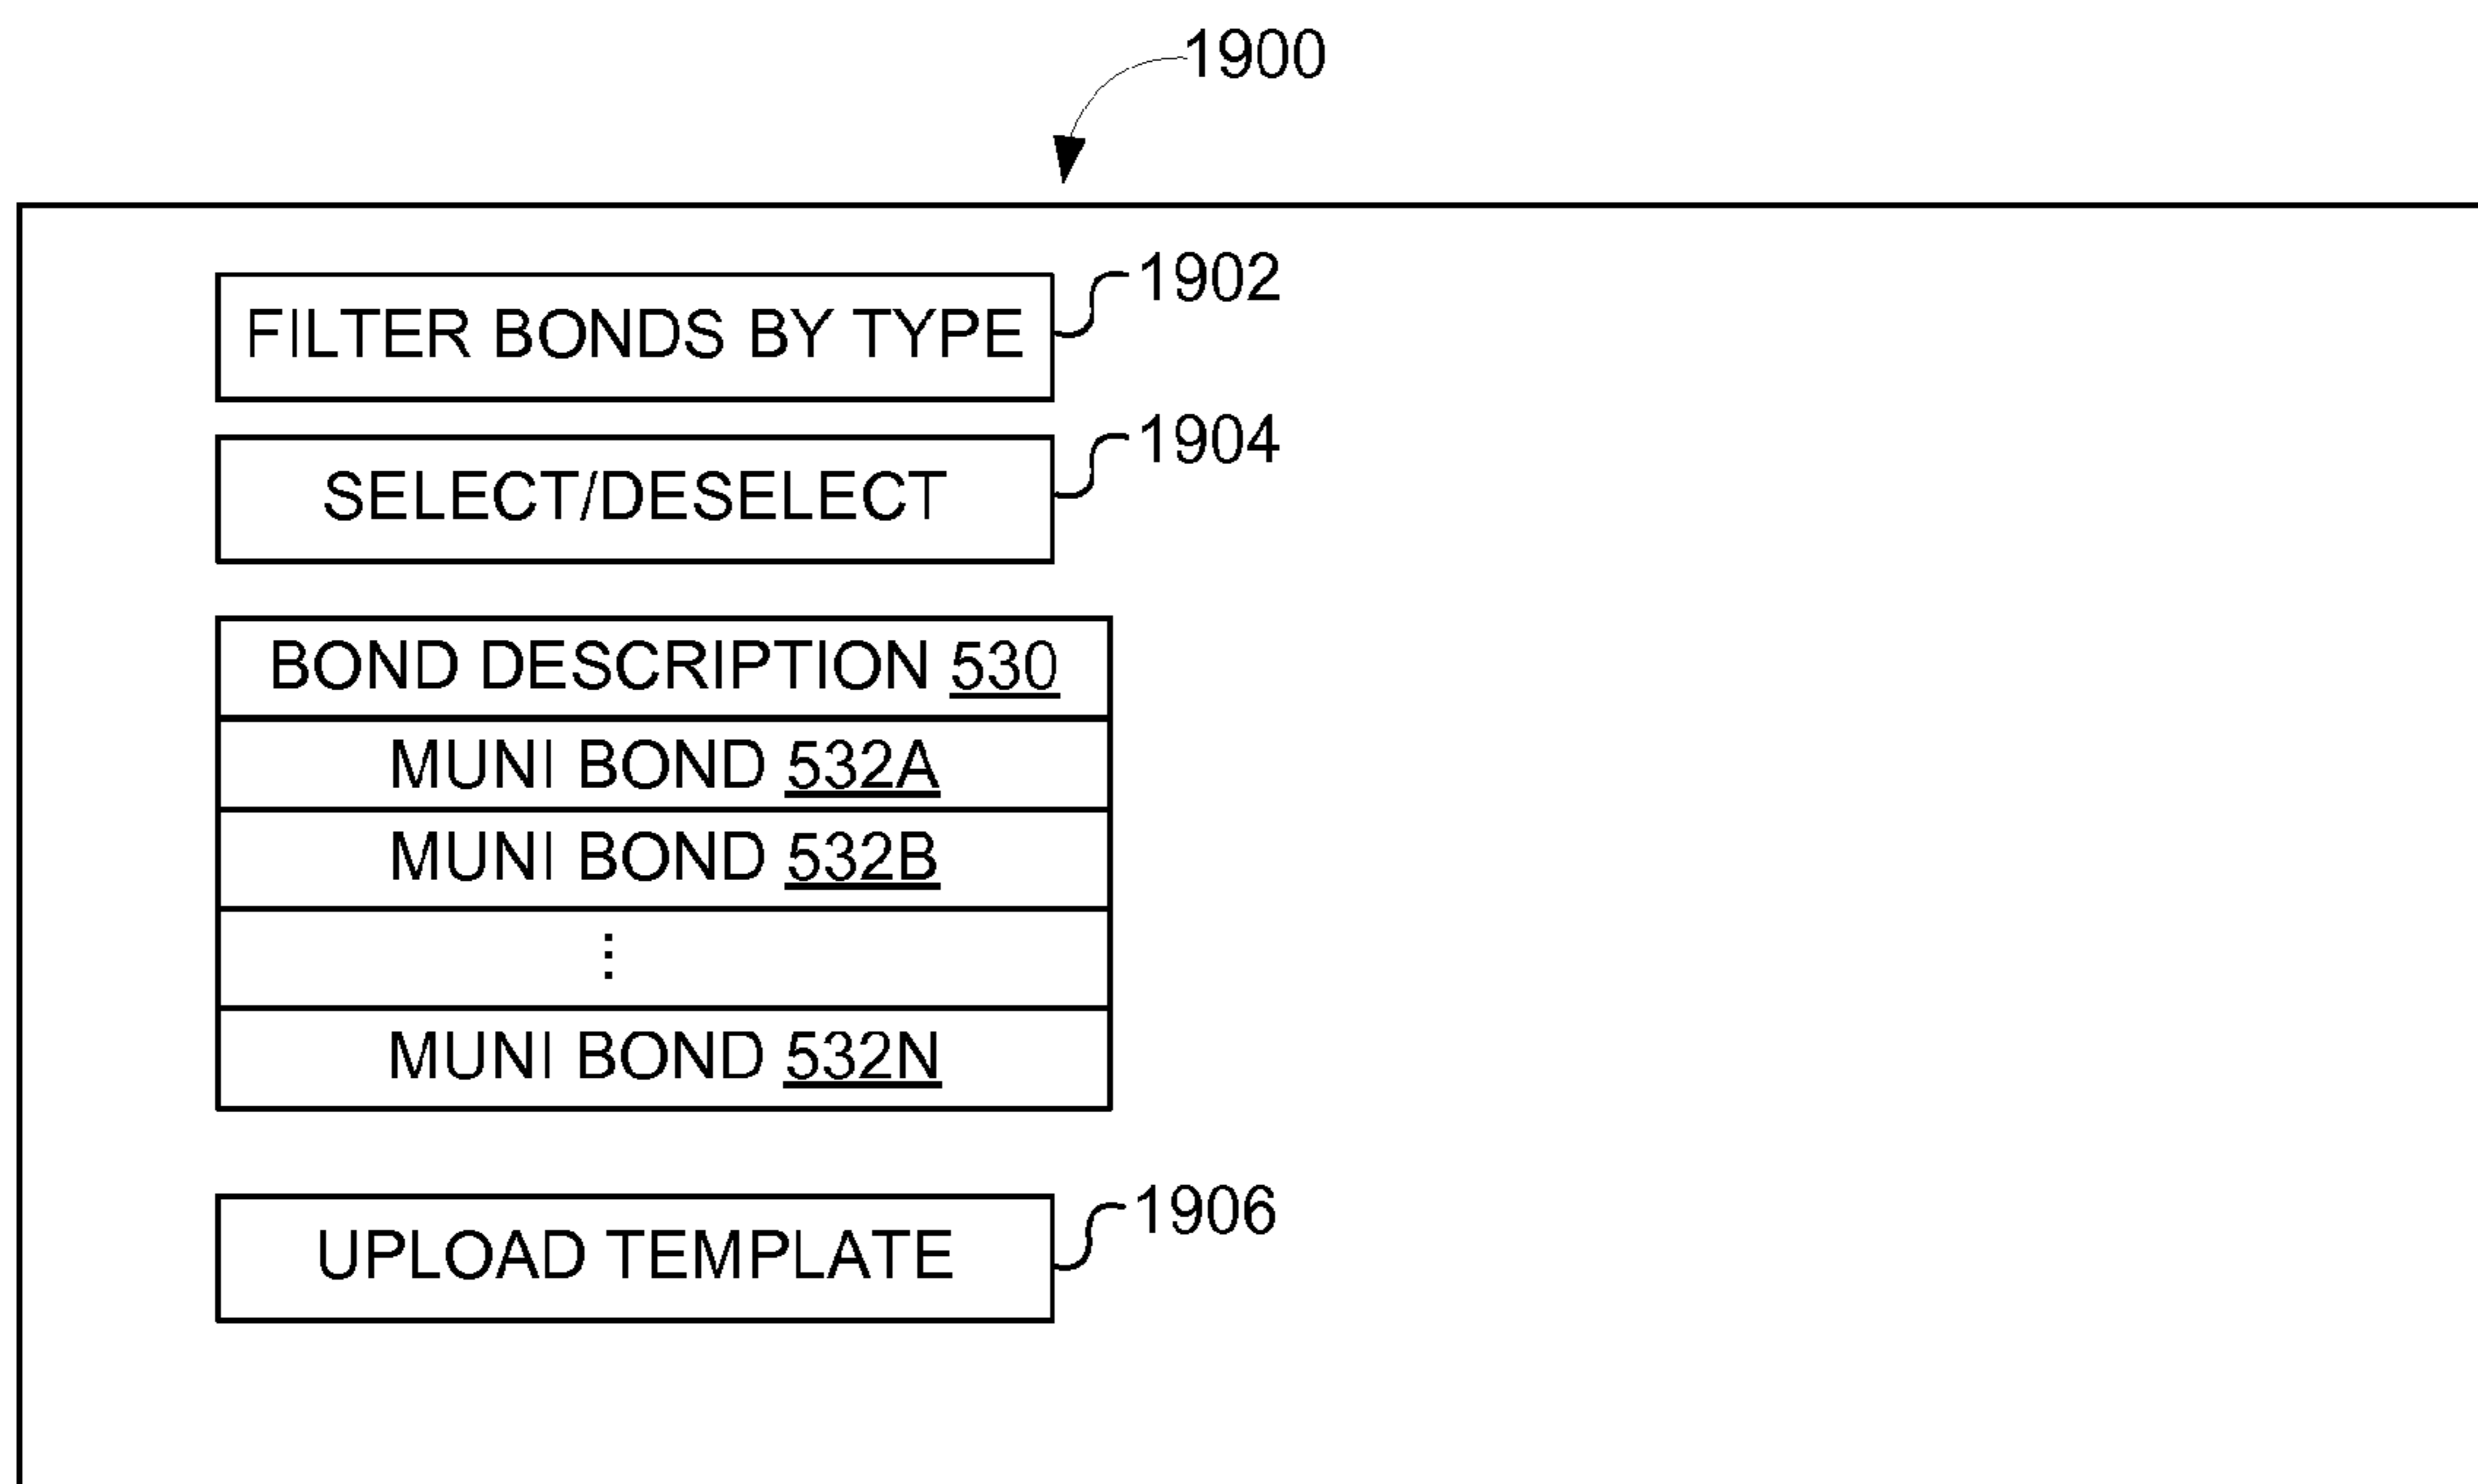 1900
FILTER BONDS BY TYPE
1902
SELECT/DESELECT
1904
BOND DESCRIPTION 530
MUNI BOND 532A
MUNI BOND 532B
⋮
MUNI BOND 532N
UPLOAD TEMPLATE
1906